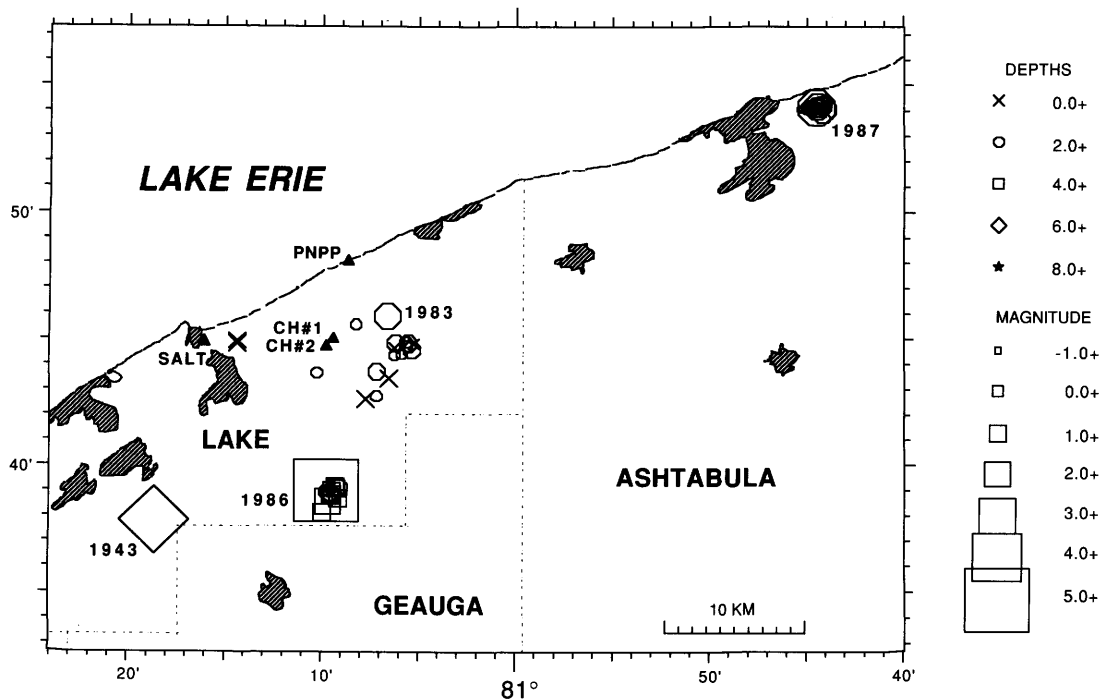 LAKE ERIE
1987
50'
PNPP
1983
CH#1
CH#2
SALT
LAKE
40'
1986
ASHTABULA
1943
GEAUGA
10 KM
20'
10'
81°
50'
40'
DEPTHS
0.0+
2.0+
4.0+
6.0+
8.0+
MAGNITUDE
-1.0+
0.0+
1.0+
2.0+
3.0+
4.0+
5.0+